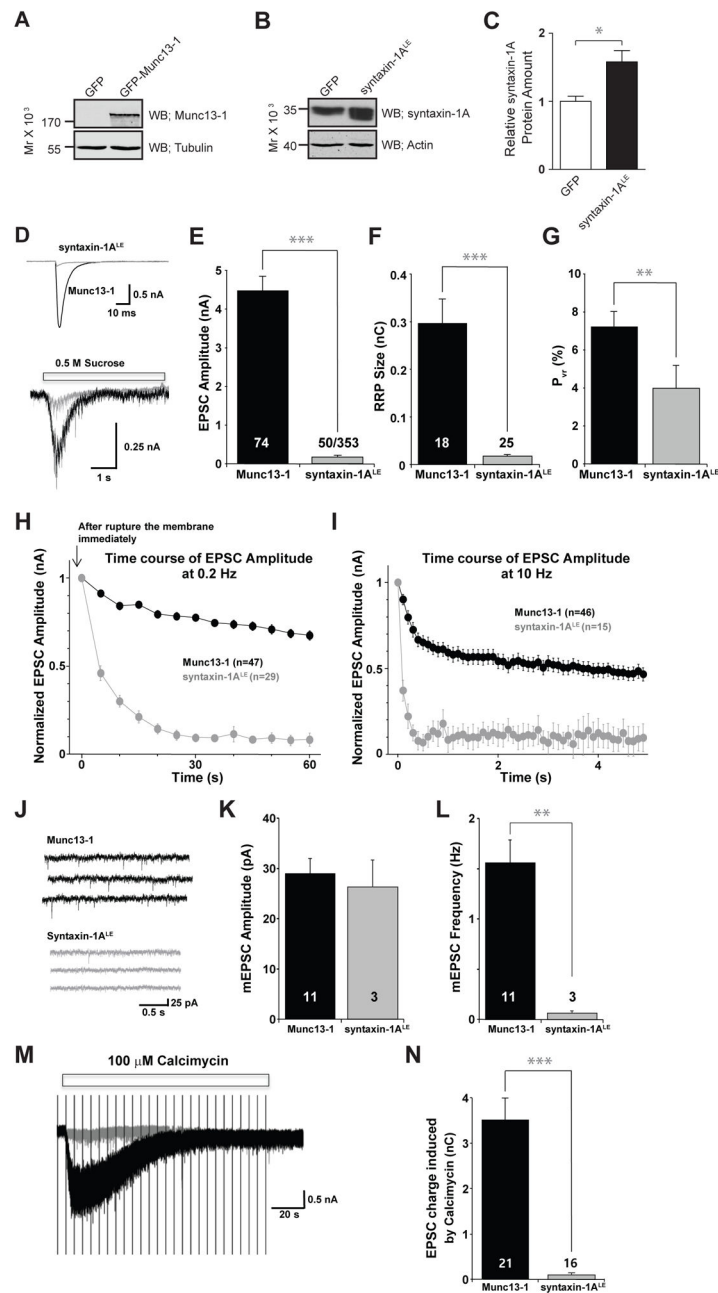 A
GFP
GFP-Munc13-1
Mr X 10³
170
55
WB; Munc13-1
WB; Tubulin
B
GFP
syntaxin-1Aᴸᴱ
Mr X 10³
35
40
WB; syntaxin-1A
WB; Actin
C
*
Relative syntaxin-1A
Protein Amount
2
1
0
GFP
syntaxin-1Aᴸᴱ
D
syntaxin-1Aᴸᴱ
Munc13-1
0.5 nA
10 ms
0.5 M Sucrose
0.25 nA
1 s
E
***
EPSC Amplitude (nA)
5
4
3
2
1
0
74
50/353
Munc13-1
syntaxin-1Aᴸᴱ
F
***
RRP Size (nC)
0.4
0.3
0.2
0.1
0
18
25
Munc13-1
syntaxin-1Aᴸᴱ
G
**
Pvr (%)
10
8
6
4
2
0
Munc13-1
syntaxin-1Aᴸᴱ
H
After rupture the membrane
immediately
Time course of EPSC Amplitude
at 0.2 Hz
Normalized EPSC Amplitude (nA)
1
0.5
0
Munc13-1 (n=47)
syntaxin-1Aᴸᴱ (n=29)
0
20
40
60
Time (s)
I
Time course of EPSC Amplitude
at 10 Hz
Normalized EPSC Amplitude (nA)
1
0.5
0
Munc13-1 (n=46)
syntaxin-1Aᴸᴱ (n=15)
0
2
4
Time (s)
J
Munc13-1
Syntaxin-1Aᴸᴱ
25 pA
0.5 s
K
mEPSC Amplitude (pA)
40
30
20
10
0
11
3
Munc13-1
syntaxin-1Aᴸᴱ
L
**
mEPSC Frequency (Hz)
2
1
0
11
3
Munc13-1
syntaxin-1Aᴸᴱ
M
100 μM Calcimycin
0.5 nA
20 s
N
***
EPSC charge induced
by Calcimycin (nC)
4
3
2
1
0
21
16
Munc13-1
syntaxin-1Aᴸᴱ